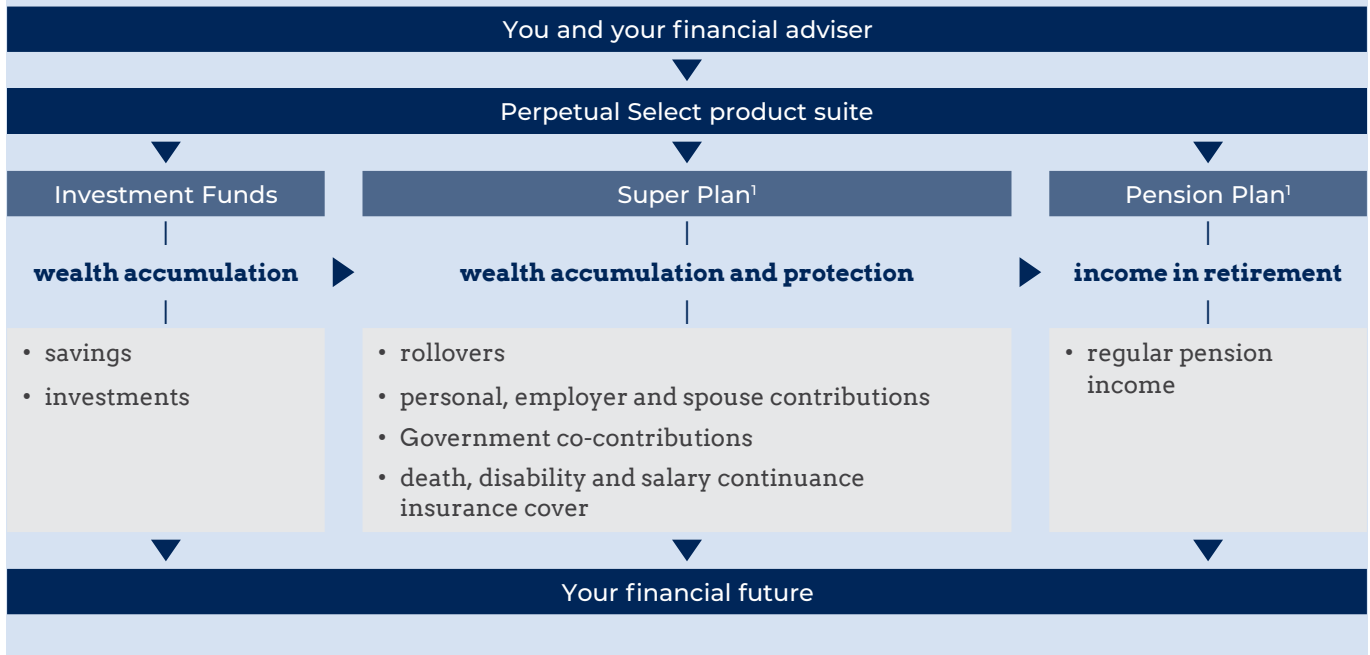 You and your financial adviser
Perpetual Select product suite
Investment Funds
Super Plan¹
Pension Plan¹
wealth accumulation
wealth accumulation and protection
income in retirement
• savings
• investments
• rollovers
• personal, employer and spouse contributions
• Government co-contributions
• death, disability and salary continuance
insurance cover
• regular pension
income
Your financial future